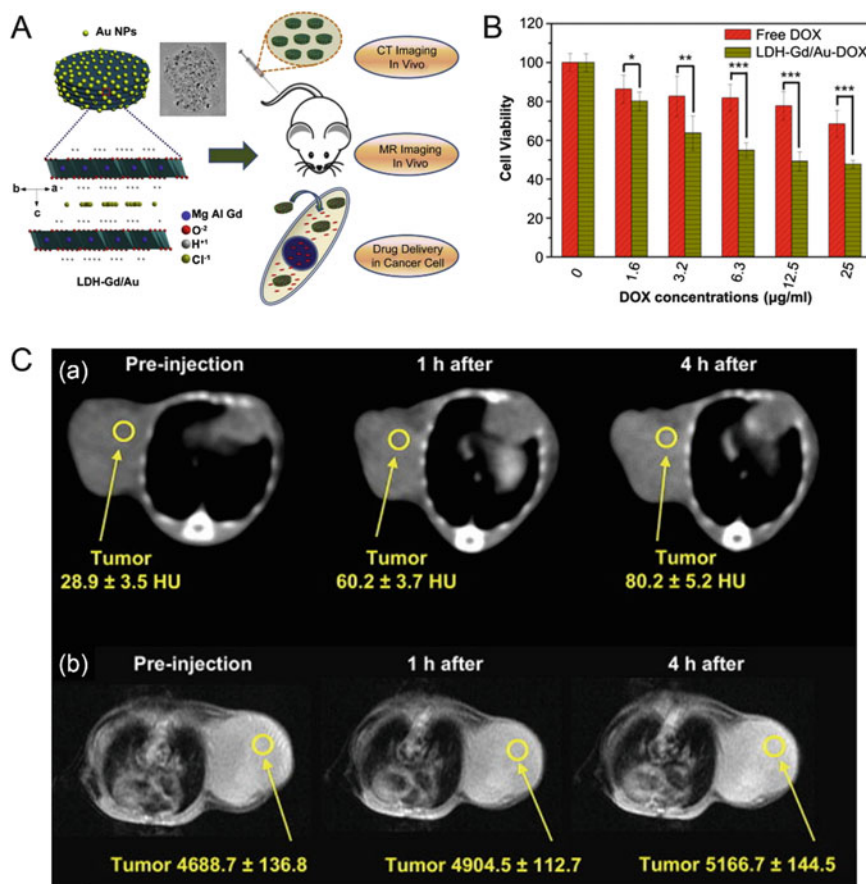 A
Au NPs
CT Imaging
In Vivo
MR Imaging
In Vivo
b
a
c
Mg Al Gd
O-2
H+1
Cl-1
LDH-Gd/Au
Drug Delivery
in Cancer Cell
B
Free DOX
LDH-Gd/Au-DOX
*
**
***
***
***
120
100
80
60
40
20
0
Cell Viability
0
1.6
3.2
6.3
12.5
25
DOX concentrations (μg/ml)
C
(a)
Pre-injection
1 h after
4 h after
Tumor
28.9 ± 3.5 HU
Tumor
60.2 ± 3.7 HU
Tumor
80.2 ± 5.2 HU
(b)
Pre-injection
1 h after
4 h after
Tumor 4688.7 ± 136.8
Tumor 4904.5 ± 112.7
Tumor 5166.7 ± 144.5